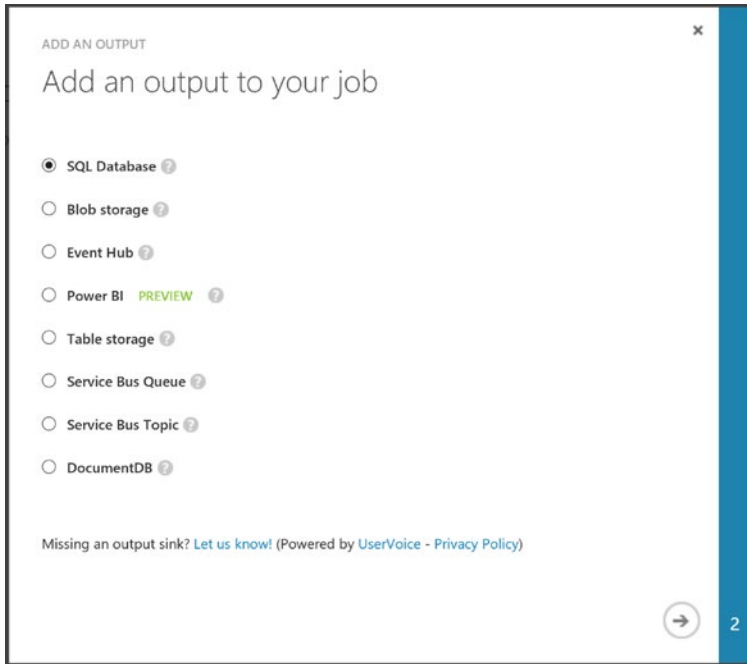 ADD AN OUTPUT
Add an output to your job
SQL Database ?
Blob storage ?
Event Hub ?
Power BI PREVIEW ?
Table storage ?
Service Bus Queue ?
Service Bus Topic ?
DocumentDB ?
Missing an output sink? Let us know! (Powered by UserVoice - Privacy Policy)
2